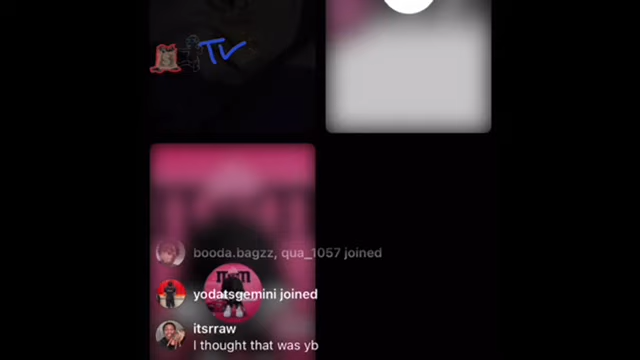 TV
booda.bagzz, qua_1057 joined
yodatsgemini joined
itsrraw
I thought that was yb